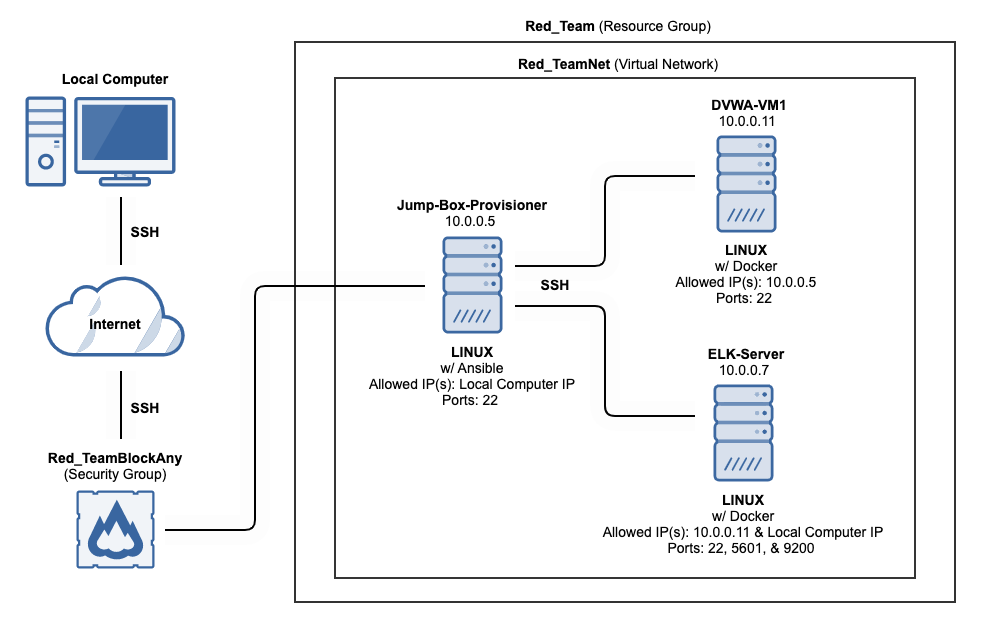 Red_Team (Resource Group)
Red_TeamNet (Virtual Network)
Local Computer
SSH
Internet
SSH
Red_TeamBlockAny
(Security Group)
Jump-Box-Provisioner
10.0.0.5
LINUX
w/ Ansible
Allowed IP(s): Local Computer IP
Ports: 22
SSH
DVWA-VM1
10.0.0.11
LINUX
w/ Docker
Allowed IP(s): 10.0.0.5
Ports: 22
ELK-Server
10.0.0.7
LINUX
w/ Docker
Allowed IP(s): 10.0.0.11 & Local Computer IP
Ports: 22, 5601, & 9200